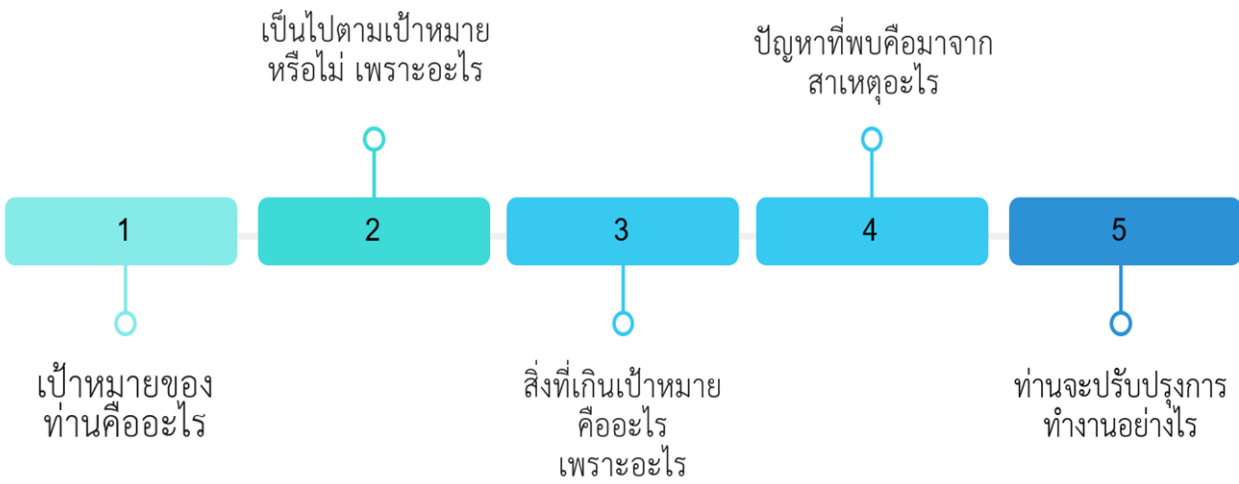 เป็นไปตามเป้าหมาย
หรือไม่ เพราะอะไร
ปัญหาที่พบคือมาจาก
สาเหตุอะไร
1
2
3
4
5
เป้าหมายของ
ท่านคืออะไร
สิ่งที่เกินเป้าหมาย
คืออะไร
เพราะอะไร
ท่านจะปรับปรุงการ
ทำงานอย่างไร